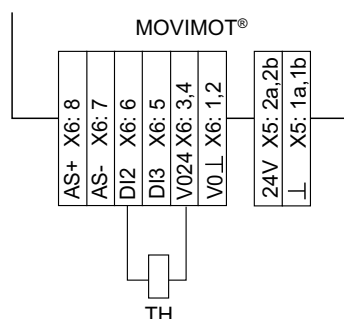 MOVIMOT®
AS+ X6: 8
AS- X6: 7
DI2 X6: 6
DI3 X6: 5
V024 X6: 3,4
V0⊥ X6: 1,2
24V X5: 2a,2b
⊥ X5: 1a,1b
TH